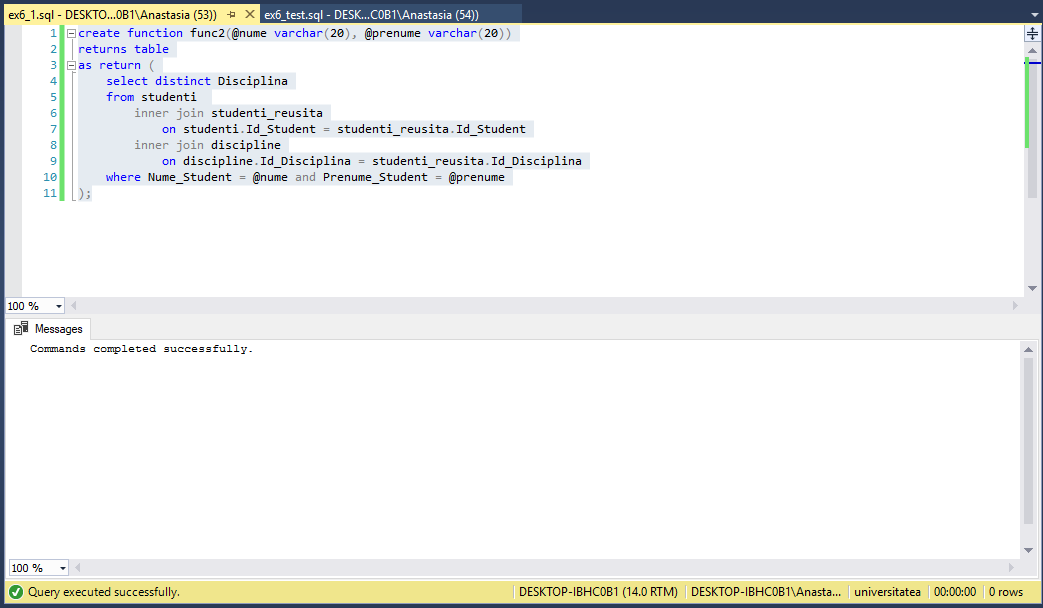 ex6_1.sql - DESKTO...0B1\Anastasia (53)) ex6_test.sql - DESK...C0B1\Anastasia (54))
1 create function func2(@nume varchar(20), @prenume varchar(20))
2 returns table
3 as return (
4 select distinct Disciplina
5 from studenti
6 inner join studenti_reusita
7 on studenti.Id_Student = studenti_reusita.Id_Student
8 inner join discipline
9 on discipline.Id_Disciplina = studenti_reusita.Id_Disciplina
10 where Nume_Student = @nume and Prenume_Student = @prenume
11 );
100 %
Messages
Commands completed successfully.
100 %
Query executed successfully. DESKTOP-IBHC0B1 (14.0 RTM) DESKTOP-IBHC0B1\Anasta... universitatea 00:00:00 0 rows